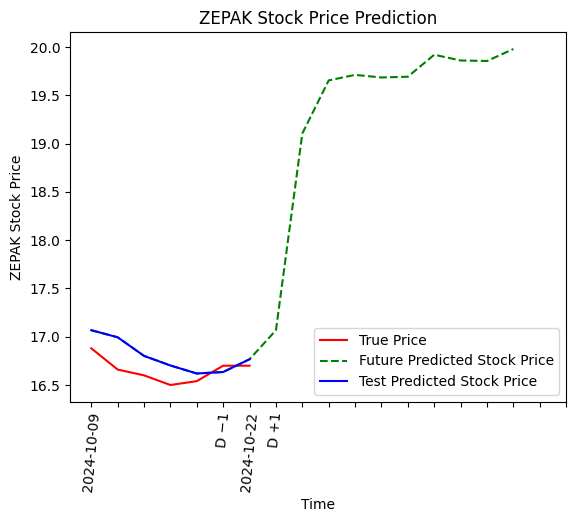 ZEPAK Stock Price Prediction
20.0
19.5
19.0
18.5
18.0
17.5
17.0
16.5
ZEPAK Stock Price
True Price
Future Predicted Stock Price
Test Predicted Stock Price
2024-10-09
D −1
2024-10-22
D +1
Time